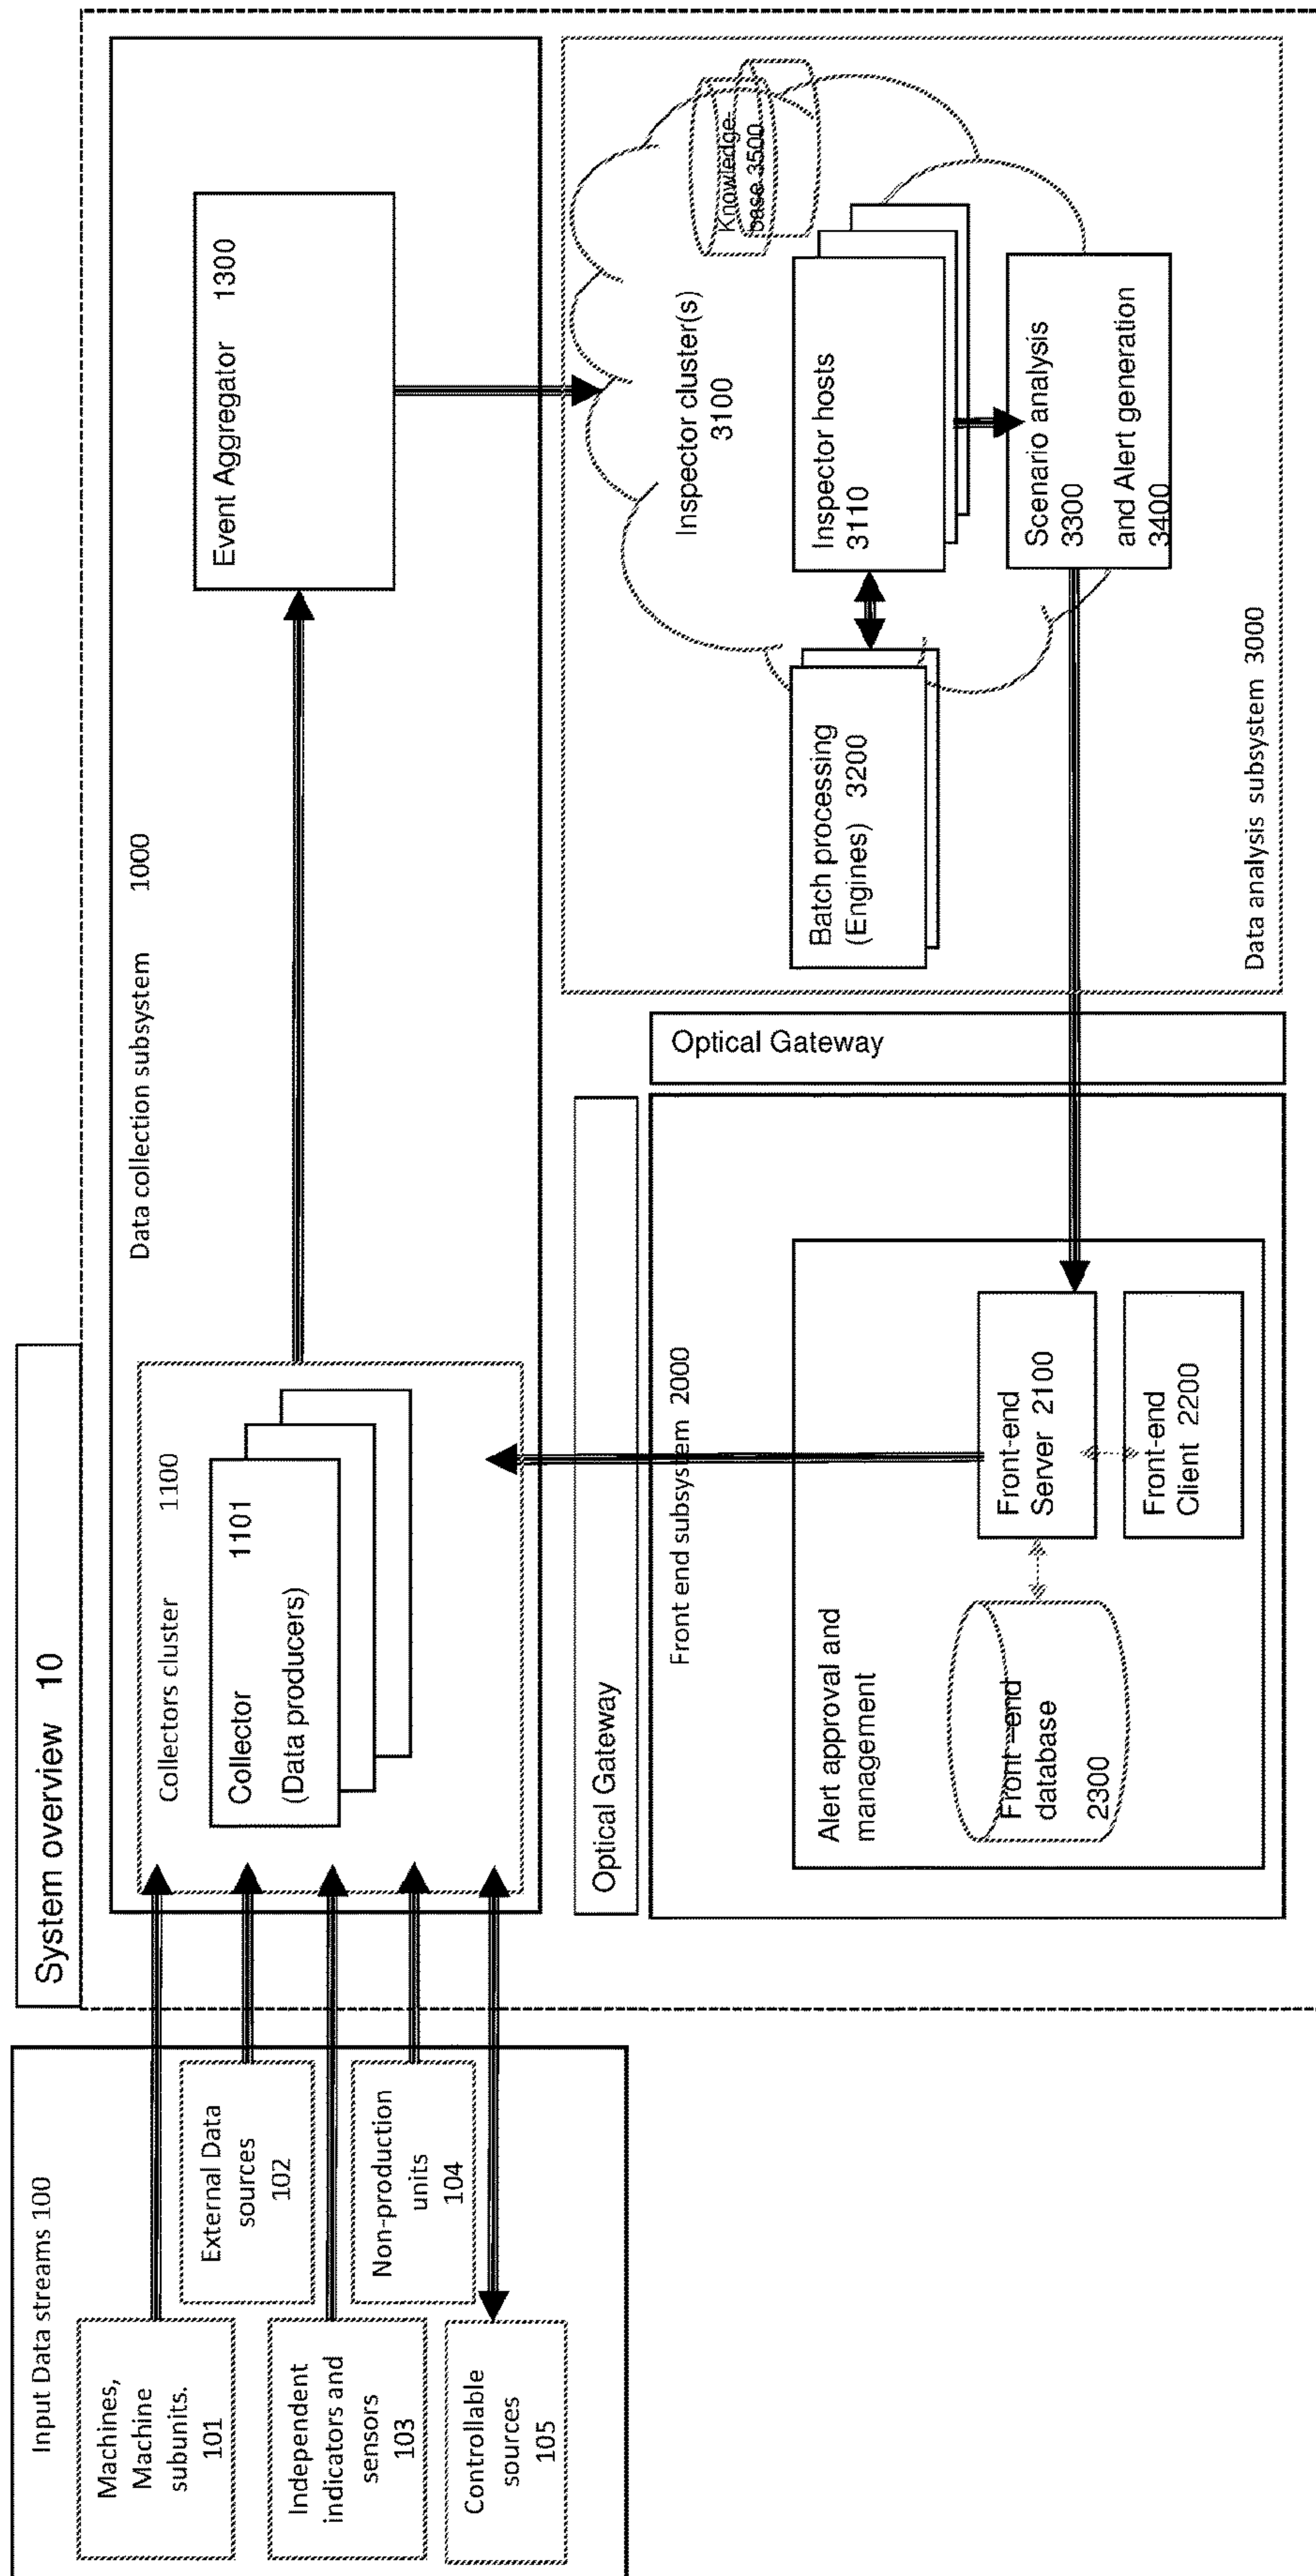 System overview 10
Input Data streams 100
Machines,
Machine
subunits.
101
External Data
sources
102
Independent
indicators and
sensors
103
Non-production
units
104
Controllable
sources
105
Data collection subsystem 1000
Collectors cluster 1100
Collector 1101
(Data producers)
Event Aggregator 1300
Optical Gateway
Front end subsystem 2000
Alert approval and
management
Front-end
database
2300
Front-end
Server 2100
Front-end
Client 2200
Optical Gateway
Inspector cluster(s)
3100
Knowledge-
base 3500
Batch processing
(Engines) 3200
Inspector hosts
3110
Scenario analysis
3300
and Alert generation
3400
Data analysis subsystem 3000